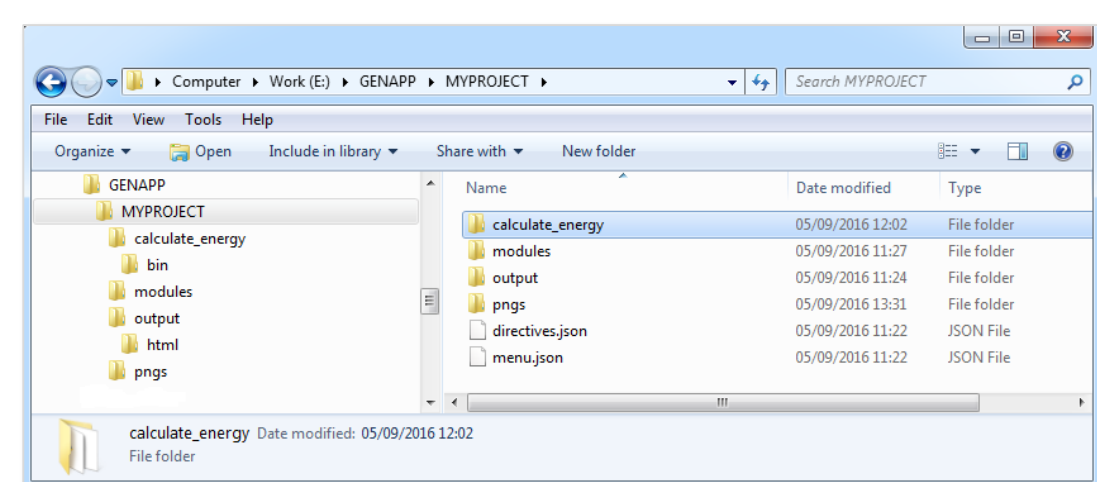 Computer Work (E:) GENAPP MYPROJECT Search MYPROJECT
File Edit View Tools Help
Organize Open Include in library Share with New folder
GENAPP
MYPROJECT
calculate_energy
bin
modules
output
html
pngs
Name Date modified Type
calculate_energy 05/09/2016 12:02 File folder
modules 05/09/2016 11:27 File folder
output 05/09/2016 11:24 File folder
pngs 05/09/2016 13:31 File folder
directives.json 05/09/2016 11:22 JSON File
menu.json 05/09/2016 11:22 JSON File
calculate_energy Date modified: 05/09/2016 12:02
File folder